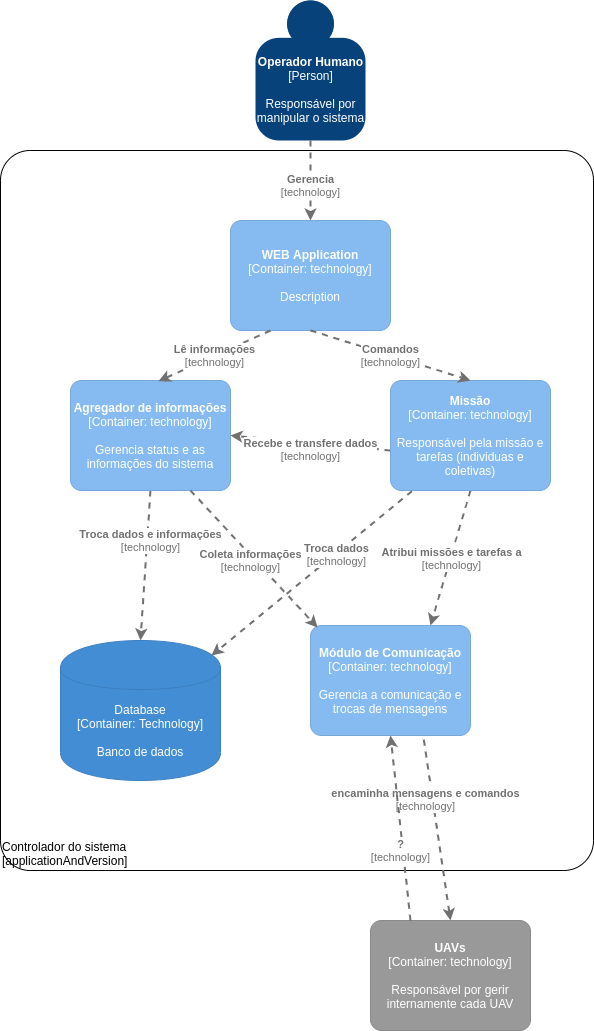 Operador Humano
[Person]
Responsável por
manipular o sistema
Gerencia
[technology]
WEB Application
[Container: technology]
Description
Lê informações
[technology]
Comandos
[technology]
Agregador de informações
[Container: technology]
Gerencia status e as
informações do sistema
Missão
[Container: technology]
Responsável pela missão e
tarefas (individuas e
coletivas)
Recebe e transfere dados
[technology]
Troca dados e informações
[technology]
Coleta informações
[technology]
Troca dados
[technology]
Atribui missões e tarefas a
[technology]
Database
[Container: Technology]
Banco de dados
Módulo de Comunicação
[Container: technology]
Gerencia a comunicação e
trocas de mensagens
encaminha mensagens e comandos
[technology]
?
[technology]
Controlador do sistema
[applicationAndVersion]
UAVs
[Container: technology]
Responsável por gerir
internamente cada UAV